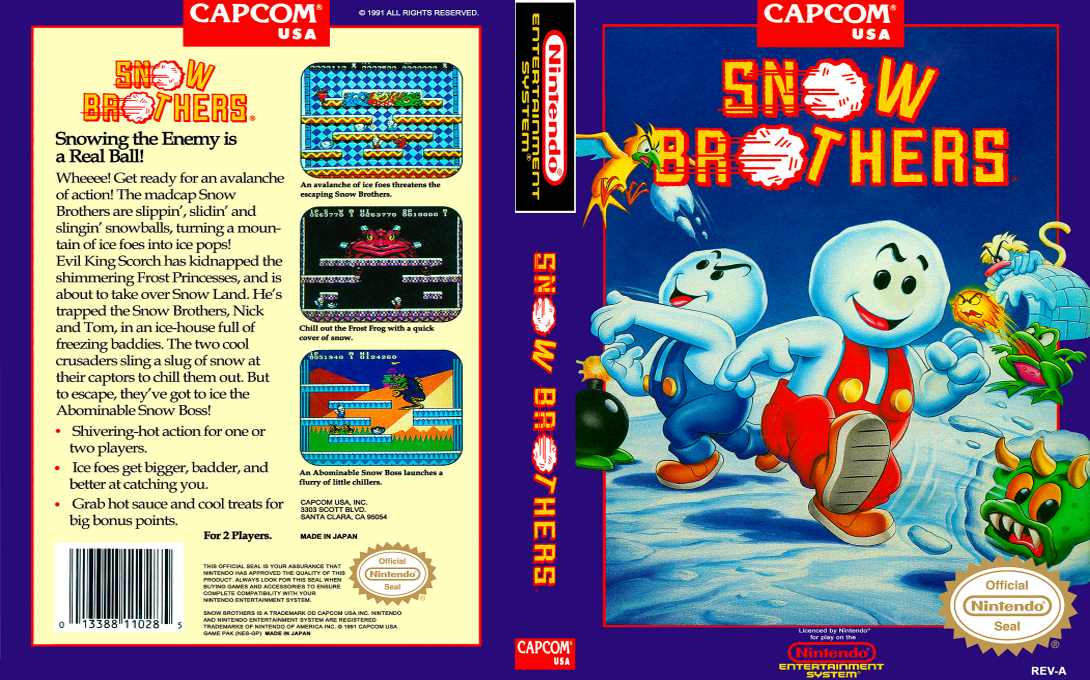 CAPCOM®
USA
© 1991 ALL RIGHTS RESERVED.
SNOW
BROTHERS®
Snowing the Enemy is
a Real Ball!
Wheeee! Get ready for an avalanche
of action! The madcap Snow
Brothers are slippin', slidin' and
slingin' snowballs, turning a moun-
tain of ice foes into ice pops!
Evil King Scorch has kidnapped the
shimmering Frost Princesses, and is
about to take over Snow Land. He's
trapped the Snow Brothers, Nick
and Tom, in an ice-house full of
freezing baddies. The two cool
crusaders sling a slug of snow at
their captors to chill them out. But
to escape, they've got to ice the
Abominable Snow Boss!
• Shivering-hot action for one or
two players.
• Ice foes get bigger, badder, and
better at catching you.
• Grab hot sauce and cool treats for
big bonus points.
For 2 Players.
An avalanche of ice foes threatens the
escaping Snow Brothers.
Chill out the Frost Frog with a quick
cover of snow.
An Abominable Snow Boss launches a
flurry of little chillers.
CAPCOM USA, INC.
3303 SCOTT BLVD.
SANTA CLARA, CA 95054
MADE IN JAPAN
0 13388 11028 5
THIS OFFICIAL SEAL IS YOUR ASSURANCE THAT
NINTENDO HAS APPROVED THE QUALITY OF THIS
PRODUCT. ALWAYS LOOK FOR THIS SEAL WHEN
BUYING GAMES AND ACCESSORIES TO ENSURE
COMPLETE COMPATIBILITY WITH YOUR
NINTENDO ENTERTAINMENT SYSTEM.
SNOW BROTHERS IS A TRADEMARK OD CAPCOM USA INC. NINTENDO
AND NINTENDO ENTERTAINMENT SYSTEM ARE REGISTERED
TRADEMARKS OF NINTENDO OF AMERICA INC. © 1991 CAPCOM USA
GAME PAK (NES-GP) MADE IN JAPAN
Official
Nintendo
Seal
®
Nintendo®
ENTERTAINMENT
SYSTEM®
SNOW BROTHERS
CAPCOM®
USA
CAPCOM®
USA
SNOW
BROTHERS
Official
Nintendo®
Seal
®
Licenced by Nintendo®
for play on the
Nintendo®
ENTERTAINMENT
SYSTEM®
REV-A